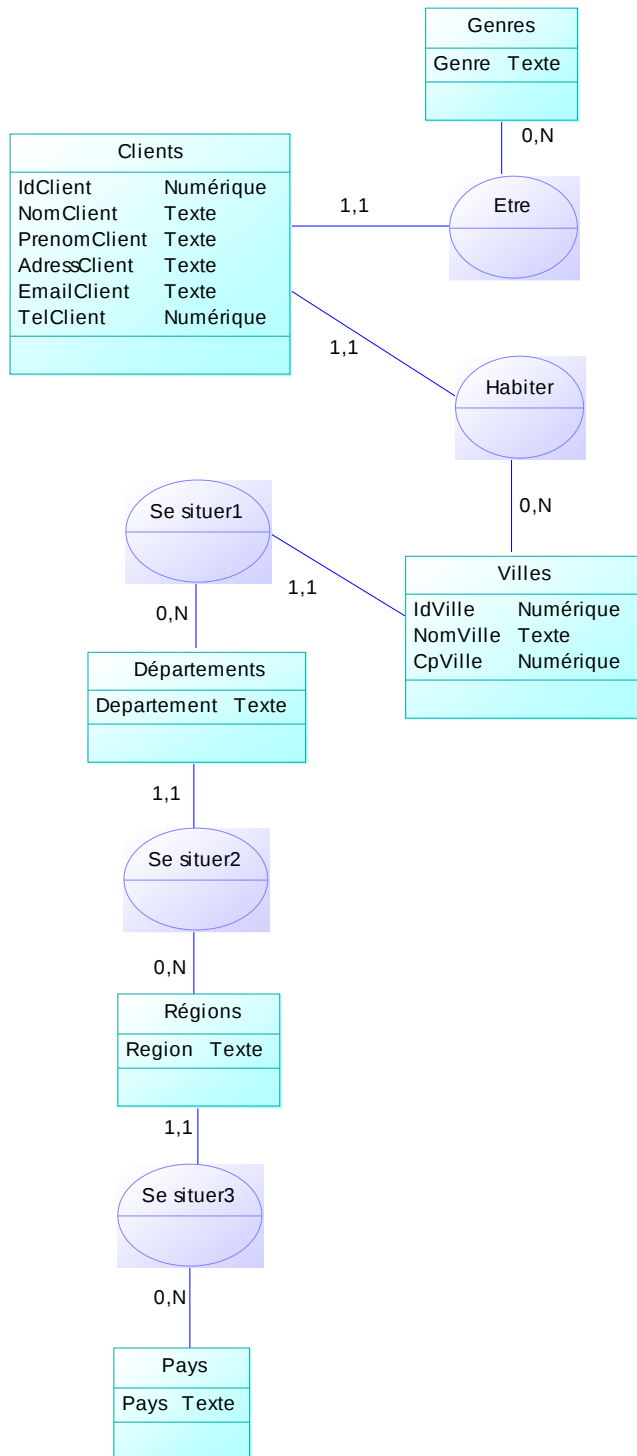 Genres
Genre Texte
0,N
Clients
IdClient Numérique
NomClient Texte
PrenomClient Texte
AdressClient Texte
EmailClient Texte
TelClient Numérique
1,1
Etre
1,1
Habiter
0,N
Se situer1
1,1
0,N
Villes
IdVille Numérique
NomVille Texte
CpVille Numérique
Départements
Departement Texte
1,1
Se situer2
0,N
Régions
Region Texte
1,1
Se situer3
0,N
Pays
Pays Texte